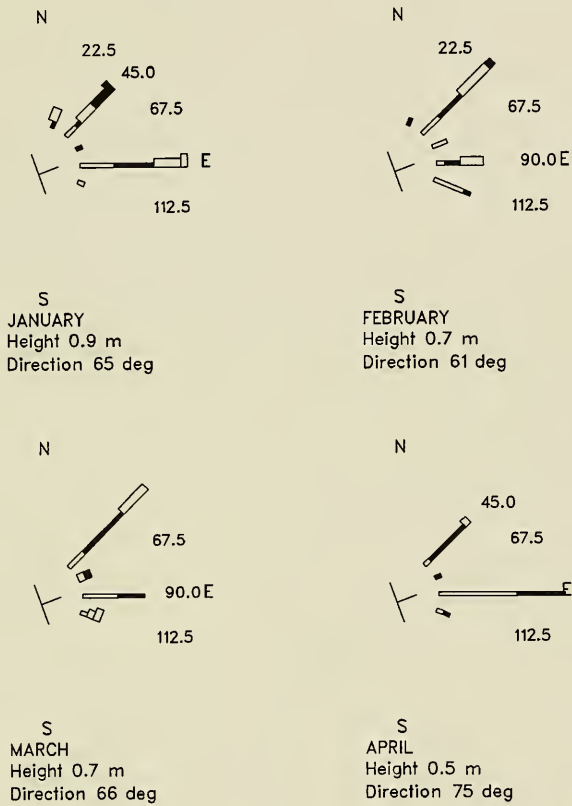 N
22.5
45.0
67.5
E
112.5
S
JANUARY
Height 0.9 m
Direction 65 deg
N
22.5
67.5
90.0 E
112.5
S
FEBRUARY
Height 0.7 m
Direction 61 deg
N
67.5
90.0 E
112.5
S
MARCH
Height 0.7 m
Direction 66 deg
N
45.0
67.5
E
112.5
S
APRIL
Height 0.5 m
Direction 75 deg